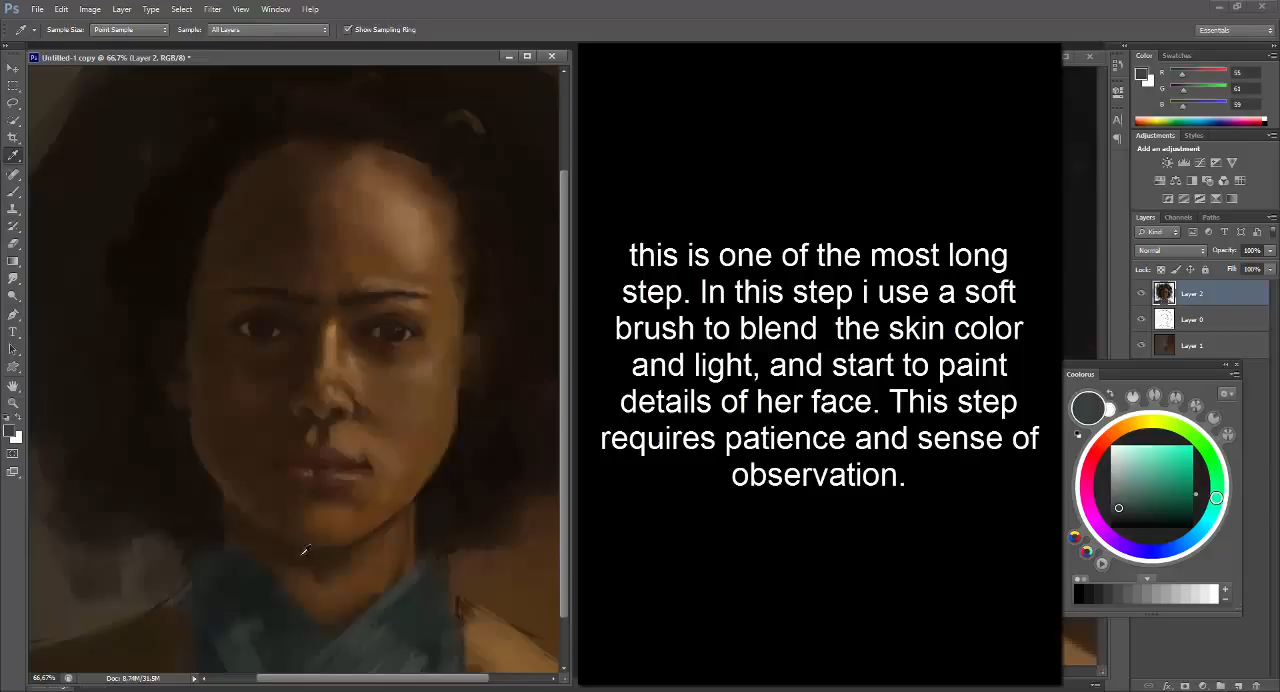 Ps File Edit Image Layer Type Select Filter View Window Help
Sample Size: Point Sample Sample: All Layers Show Sampling Ring Essentials
Untitled-1 copy @ 66.7% (Layer 2, RGB/8) *
this is one of the most long
step. In this step i use a soft
brush to blend the skin color
and light, and start to paint
details of her face. This step
requires patience and sense of
observation.
66,67% Doc: 8.74M/31.5M
Color Swatches
R 55
G 61
B 59
Adjustments Styles
Add an adjustment
Layers Channels Paths
Kind
Normal Opacity: 100%
Lock: Fill: 100%
Layer 2
Layer 0
Layer 1
Coolorus